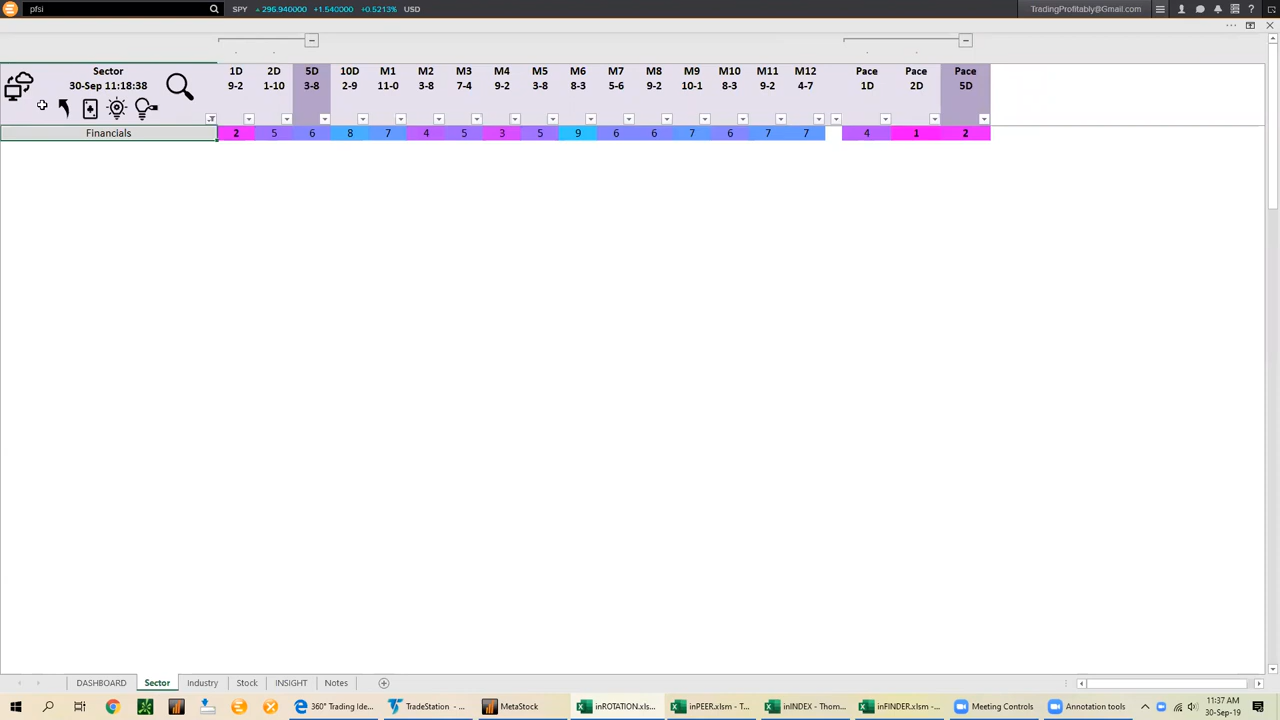 pfsi SPY 296.940000 +1.540000 +0.5213% USD TradingProfitably@Gmail.com
Sector 1D 2D 5D 10D M1 M2 M3 M4 M5 M6 M7 M8 M9 M10 M11 M12 Pace Pace Pace
30-Sep 11:18:38 9-2 1-10 3-8 2-9 11-0 3-8 7-4 9-2 3-8 8-3 5-6 9-2 10-1 8-3 9-2 4-7 1D 2D 5D
Financials 2 5 6 8 7 4 5 3 5 9 6 6 7 6 7 7 4 1 2
DASHBOARD Sector Industry Stock INSIGHT Notes
360° Trading Ide... TradeStation - ... MetaStock inROTATION.xls... inPEER.xlsm - T... inINDEX - Thom... inFINDER.xlsm -... Meeting Controls Annotation tools 11:37 AM
30-Sep-19